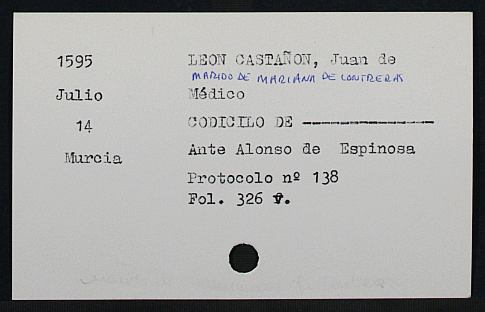 1595
Julio
14
Murcia
LEON CASTAÑON, Juan de
MARIDO DE MARIANA DE CONTRERAS
Médico
CODICILO DE ----------------
Ante Alonso de Espinosa
Protocolo nº 138
Fol. 326 v.